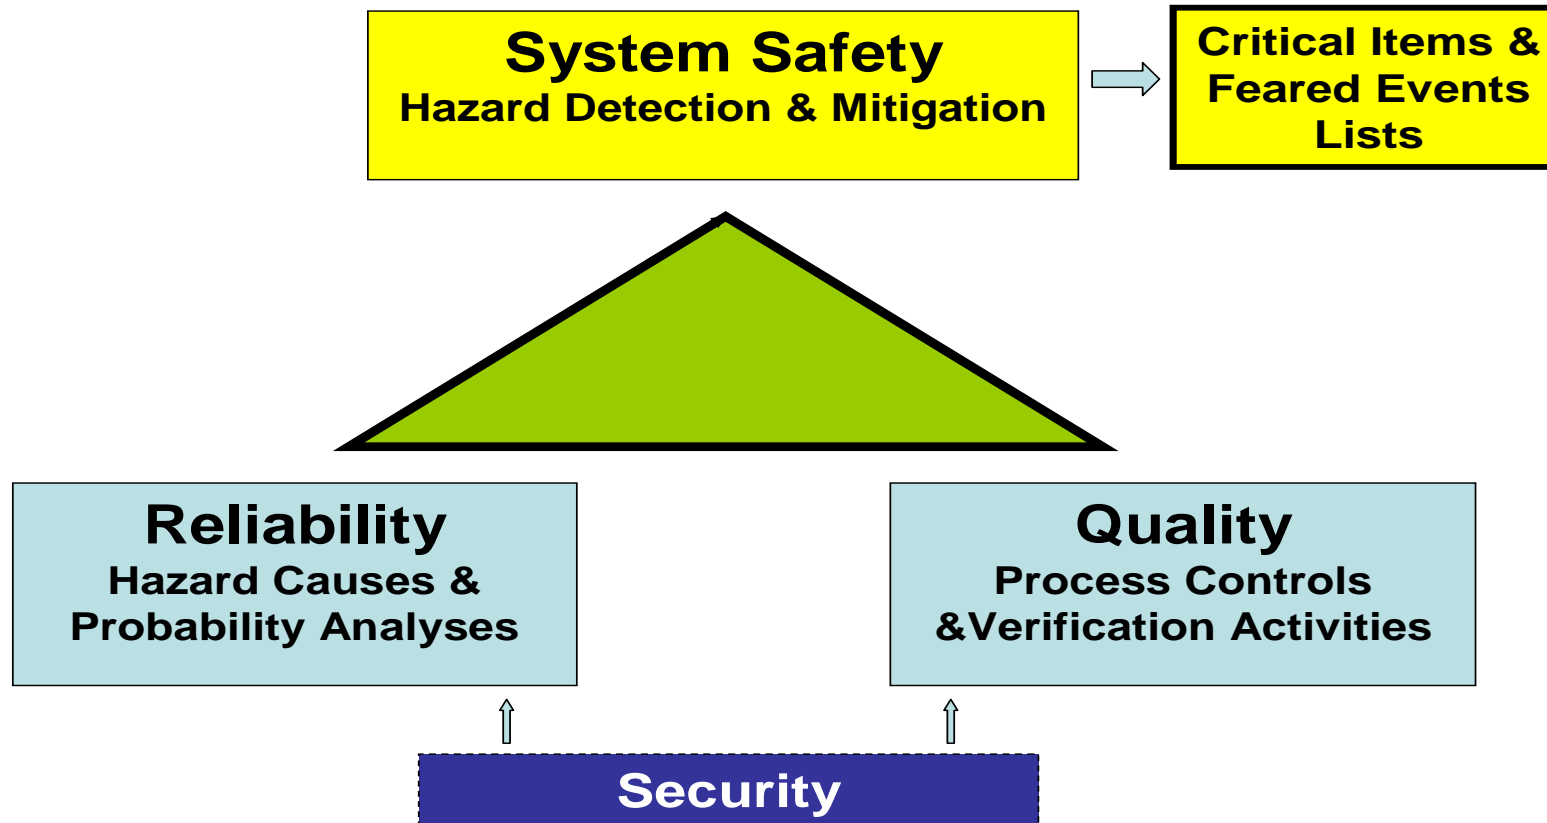 System Safety
Hazard Detection & Mitigation
Critical Items &
Feared Events
Lists
Reliability
Hazard Causes &
Probability Analyses
Quality
Process Controls
&Verification Activities
Security